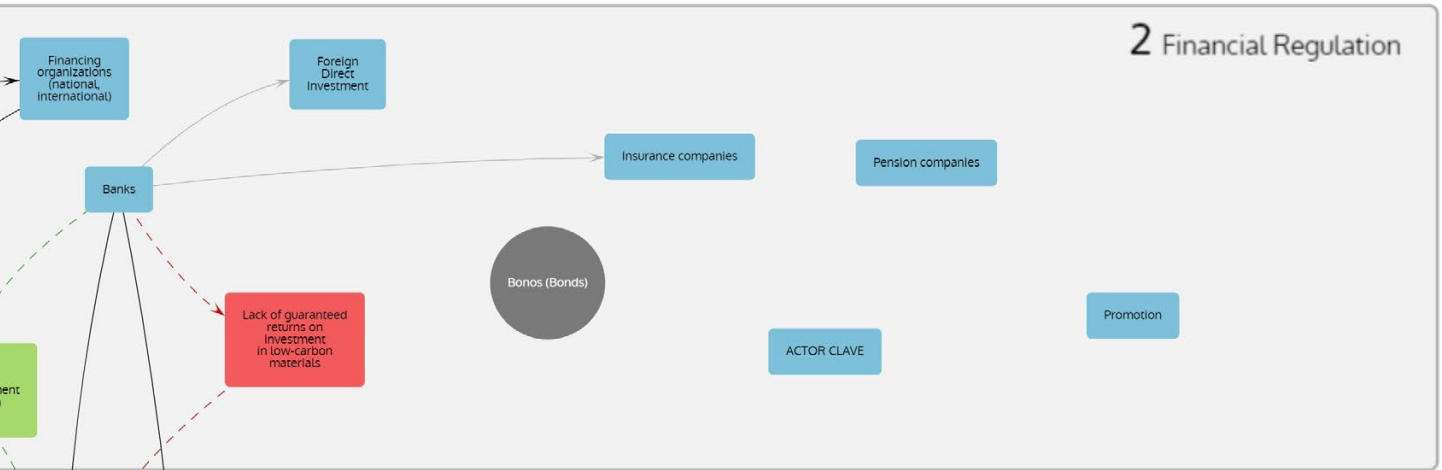 2 Financial Regulation
Financing
organizations
(national,
international)
Foreign
Direct
Investment
Insurance companies
Pension companies
Banks
Bonos (Bonds)
Lack of guaranteed
returns on
investment
in low-carbon
materials
Promotion
ACTOR CLAVE